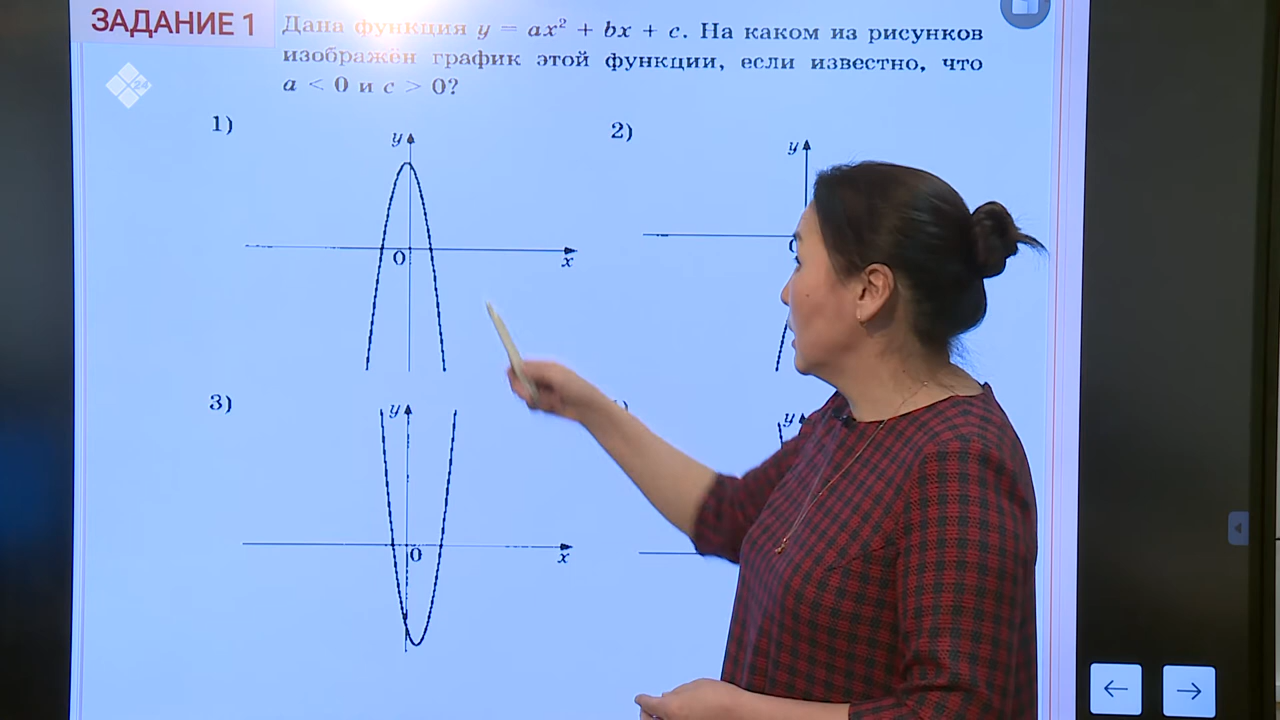 ЗАДАНИЕ 1
Дана функция y = ax² + bx + c. На каком из рисунков
изображён график этой функции, если известно, что
a < 0 и c > 0?
1)
y
0
x
2)
y
3)
y
0
x
y